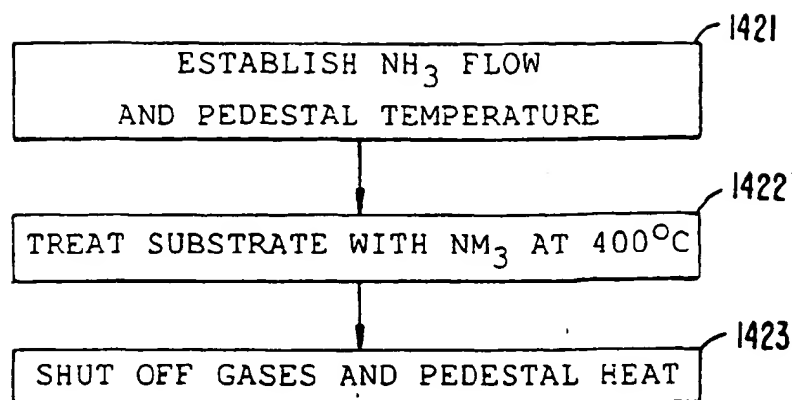 1421
ESTABLISH NH₃ FLOW
AND PEDESTAL TEMPERATURE
1422
TREAT SUBSTRATE WITH NM₃ AT 400°C
1423
SHUT OFF GASES AND PEDESTAL HEAT